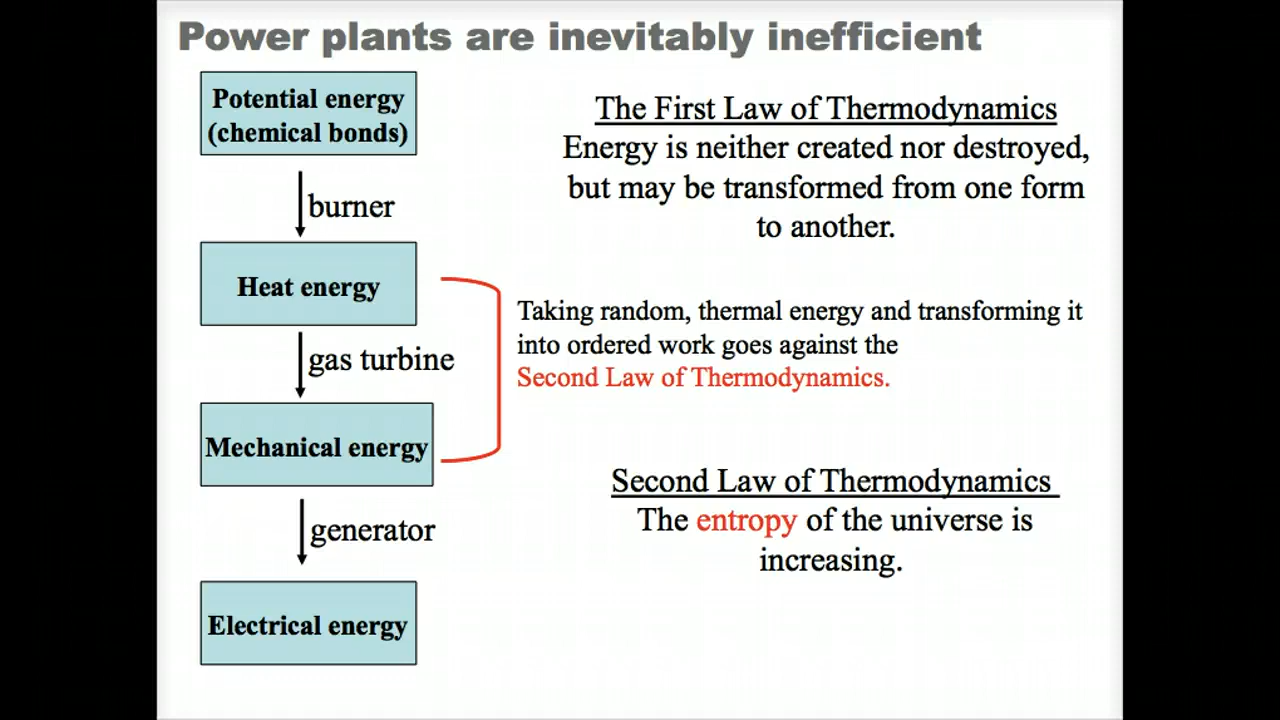 Power plants are inevitably inefficient
Potential energy
(chemical bonds)
burner
Heat energy
gas turbine
Mechanical energy
generator
Electrical energy
The First Law of Thermodynamics
Energy is neither created nor destroyed,
but may be transformed from one form
to another.
Taking random, thermal energy and transforming it
into ordered work goes against the
Second Law of Thermodynamics.
Second Law of Thermodynamics
The entropy of the universe is
increasing.